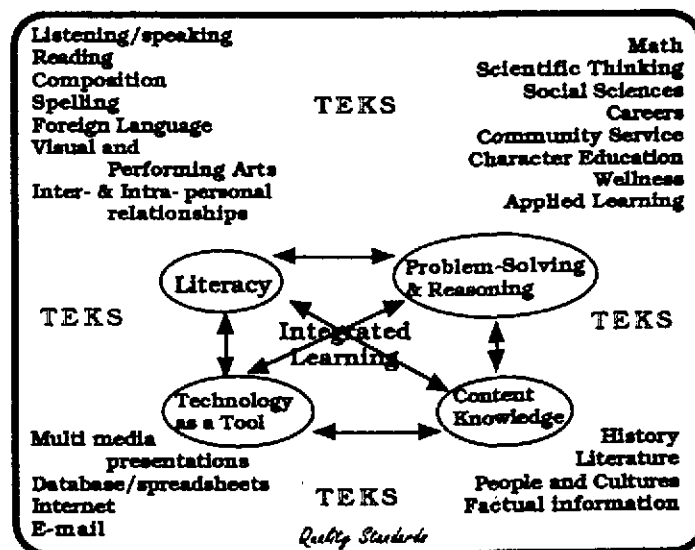 Listening/speaking
Reading
Composition
Spelling
Foreign Language
Visual and
Performing Arts
Inter- & Intra- personal
relationships
TEKS
Math
Scientific Thinking
Social Sciences
Careers
Community Service
Character Education
Wellness
Applied Learning
Literacy
Problem-Solving
& Reasoning
TEKS
Integrated
Learning
TEKS
Technology
as a Tool
Content
Knowledge
Multi media
presentations
Database/spreadsheets
Internet
E-mail
TEKS
Quality Standards
History
Literature
People and Cultures
Factual information